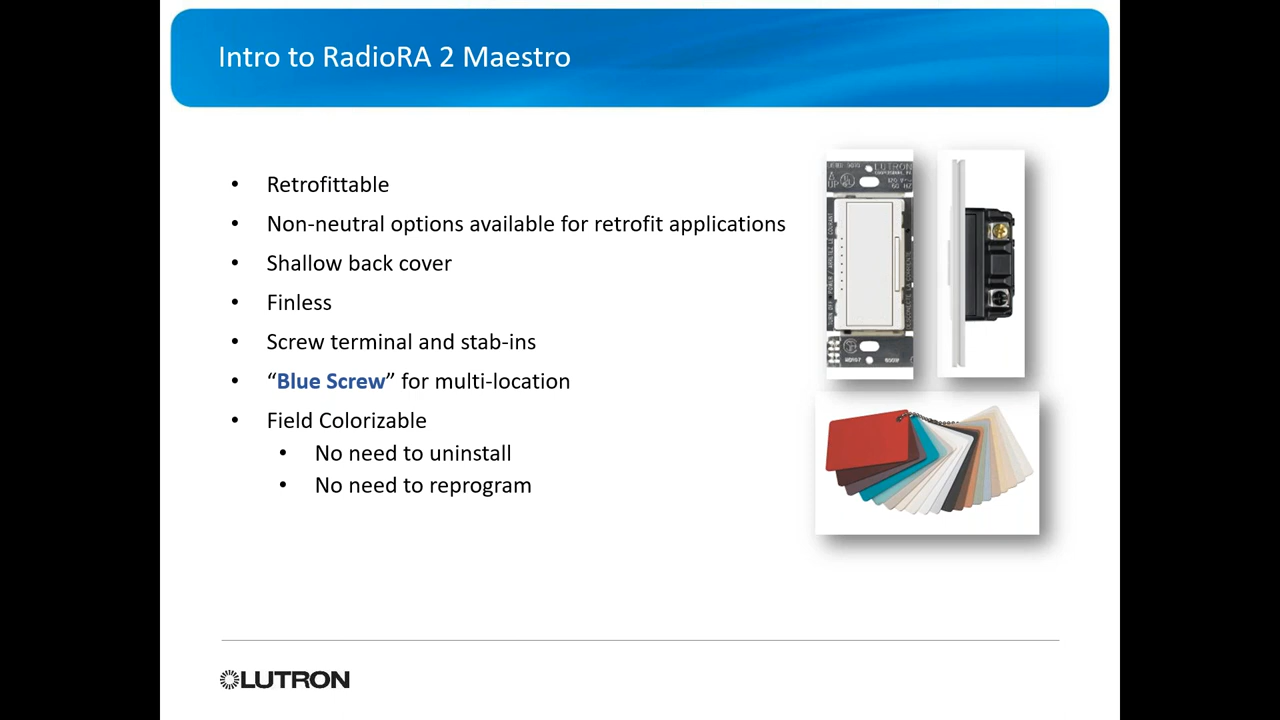 Intro to RadioRA 2 Maestro
• Retrofittable
• Non-neutral options available for retrofit applications
• Shallow back cover
• Finless
• Screw terminal and stab-ins
• “Blue Screw” for multi-location
• Field Colorizable
• No need to uninstall
• No need to reprogram
LUTRON
LUTRON